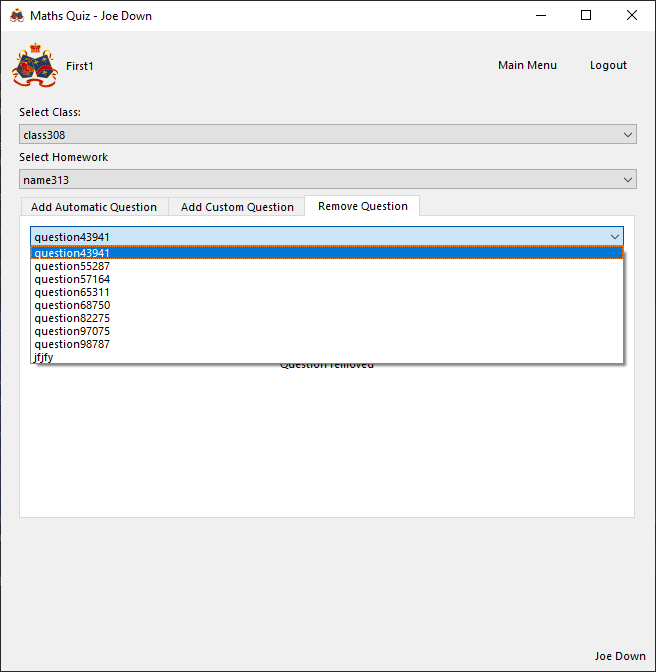 Maths Quiz - Joe Down
First1
Main Menu
Logout
Select Class:
class308
Select Homework
name313
Add Automatic Question
Add Custom Question
Remove Question
question43941
question43941
question55287
question57164
question65311
question68750
question82275
question97075
question98787
jfjfy
Question removed
Joe Down